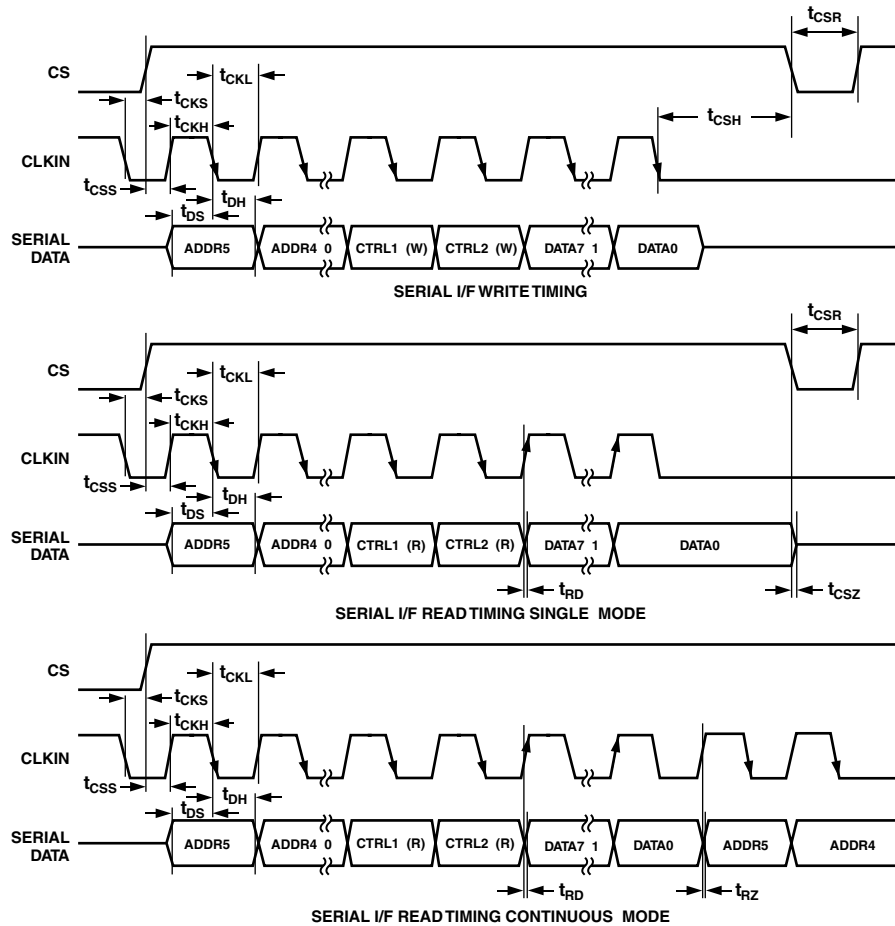 tCSR
CS
tCKL
tCKS
tCKH
tCSH
CLKIN
tCSS
tDS
tDH
SERIAL DATA
ADDR5 ADDR4 0 CTRL1 (W) CTRL2 (W) DATA7 1 DATA0
SERIAL I/F WRITE TIMING
tCSR
CS
tCKL
tCKS
tCKH
CLKIN
tCSS
tDH
tDS
SERIAL DATA
ADDR5 ADDR4 0 CTRL1 (R) CTRL2 (R) DATA7 1 DATA0
tRD
tCSZ
SERIAL I/F READ TIMING SINGLE MODE
CS
tCKL
tCKS
tCKH
CLKIN
tCSS
tDH
tDS
SERIAL DATA
ADDR5 ADDR4 0 CTRL1 (R) CTRL2 (R) DATA7 1 DATA0 ADDR5 ADDR4
tRD
tRZ
SERIAL I/F READ TIMING CONTINUOUS MODE